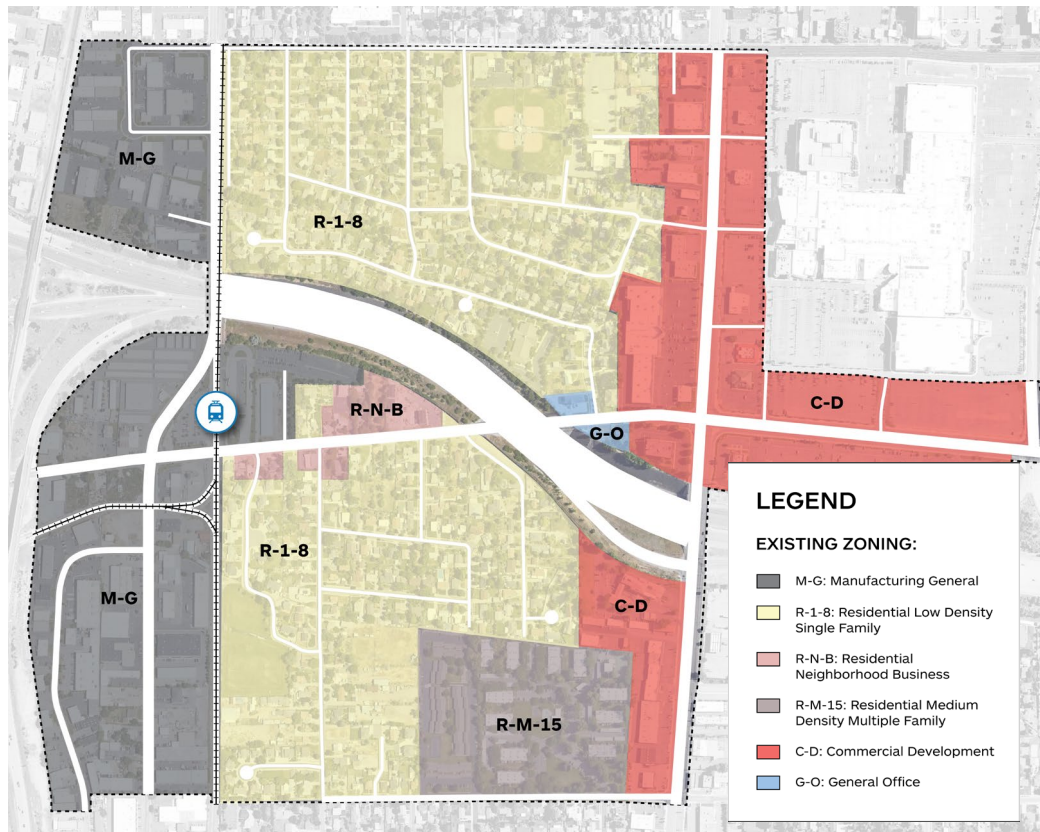 M-G
R-1-8
R-N-B
C-D
G-O
R-1-8
M-G
C-D
R-M-15
LEGEND
EXISTING ZONING:
M-G: Manufacturing General
R-1-8: Residential Low Density
Single Family
R-N-B: Residential
Neighborhood Business
R-M-15: Residential Medium
Density Multiple Family
C-D: Commercial Development
G-O: General Office